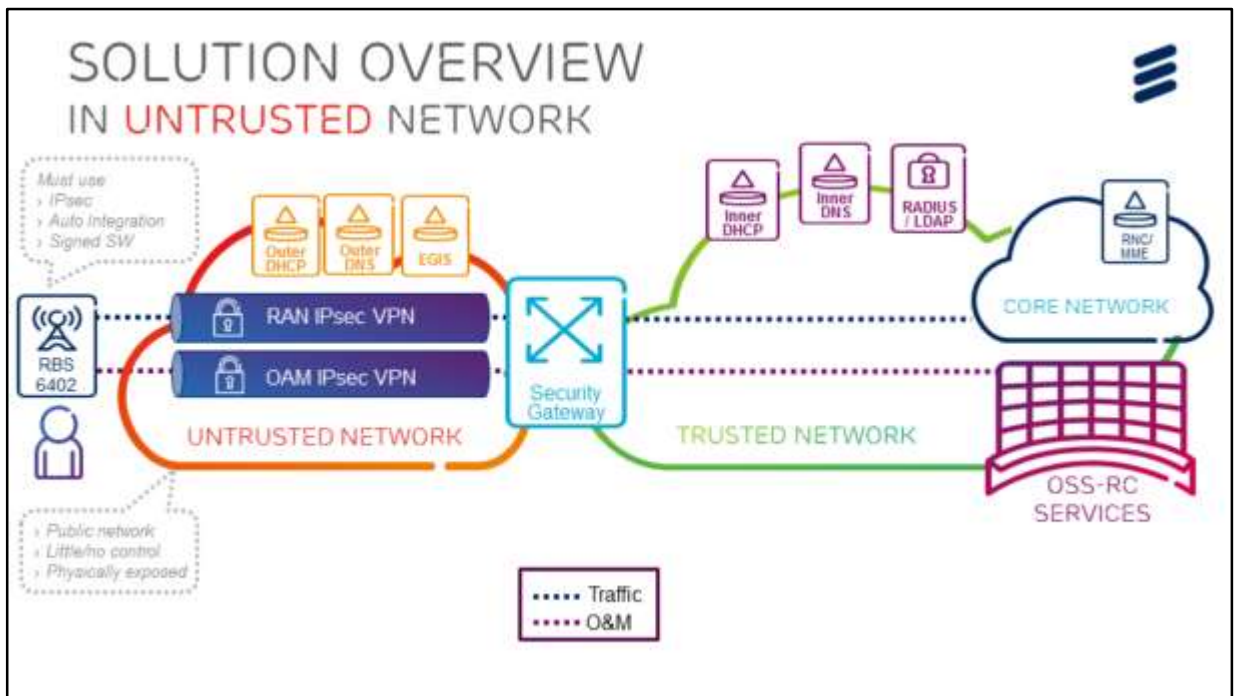 SOLUTION OVERVIEW
IN UNTRUSTED NETWORK
Must use
› IPsec
› Auto Integration
› Signed SW
Outer
DHCP
Outer
DNS
EGIS
Inner
DHCP
Inner
DNS
RADIUS
/ LDAP
RNC/
MME
RBS
6402
RAN IPsec VPN
OAM IPsec VPN
Security
Gateway
CORE NETWORK
UNTRUSTED NETWORK
TRUSTED NETWORK
OSS-RC
SERVICES
› Public network
› Little/no control
› Physically exposed
Traffic
O&M